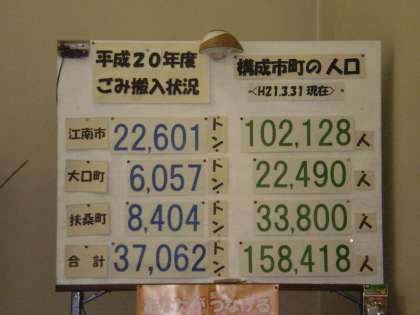 平成20年度
ごみ搬入状況
構成市町の人口
<H21.3.31 現在>
江南市 22,601 トン 102,128 人
大口町 6,057 トン 22,490 人
扶桑町 8,404 トン 33,800 人
合計 37,062 トン 158,418 人